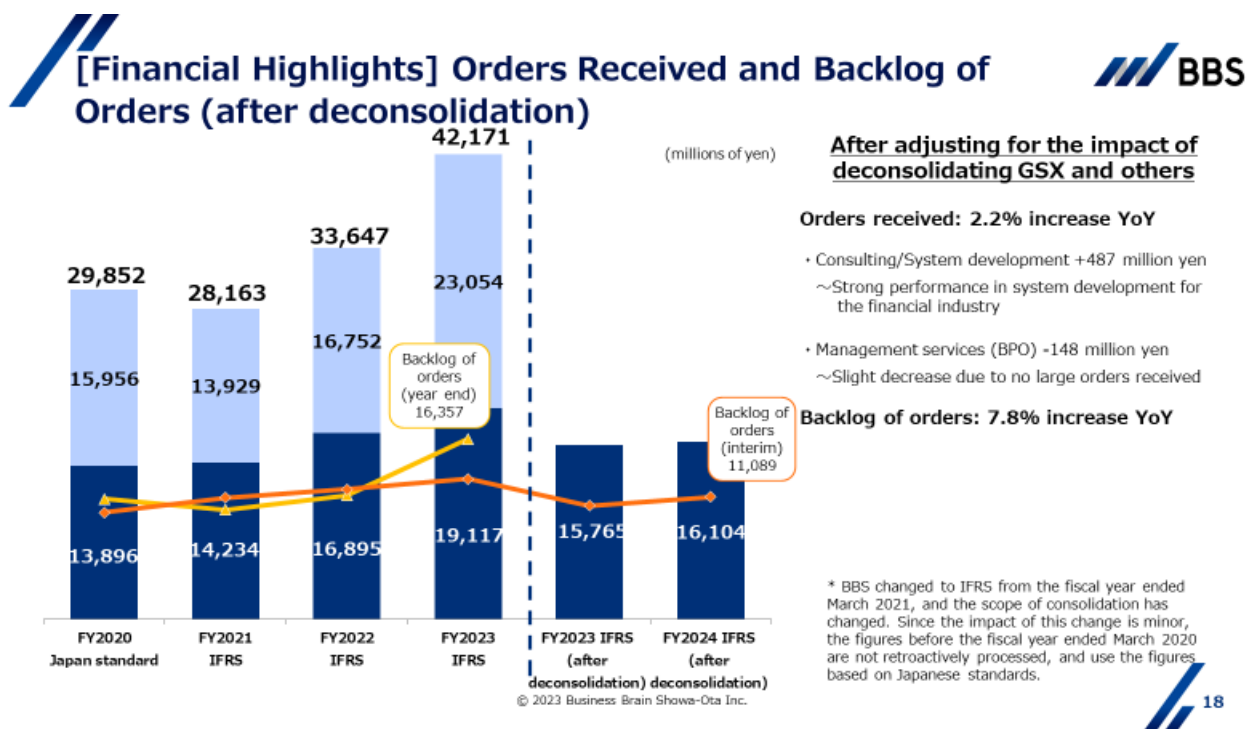 [Financial Highlights] Orders Received and Backlog of
Orders (after deconsolidation)
BBS
(millions of yen)
29,852
28,163
33,647
42,171
15,956
13,929
16,752
23,054
Backlog of
orders
(year end)
16,357
Backlog of
orders
(interim)
11,089
13,896
14,234
16,895
19,117
15,765
16,104
FY2020
Japan standard
FY2021
IFRS
FY2022
IFRS
FY2023
IFRS
FY2023 IFRS
(after
deconsolidation)
FY2024 IFRS
(after
deconsolidation)
After adjusting for the impact of
deconsolidating GSX and others
Orders received: 2.2% increase YoY
・Consulting/System development +487 million yen
～Strong performance in system development for
the financial industry
・Management services (BPO) -148 million yen
～Slight decrease due to no large orders received
Backlog of orders: 7.8% increase YoY
* BBS changed to IFRS from the fiscal year ended
March 2021, and the scope of consolidation has
changed. Since the impact of this change is minor,
the figures before the fiscal year ended March 2020
are not retroactively processed, and use the figures
based on Japanese standards.
© 2023 Business Brain Showa-Ota Inc.
18